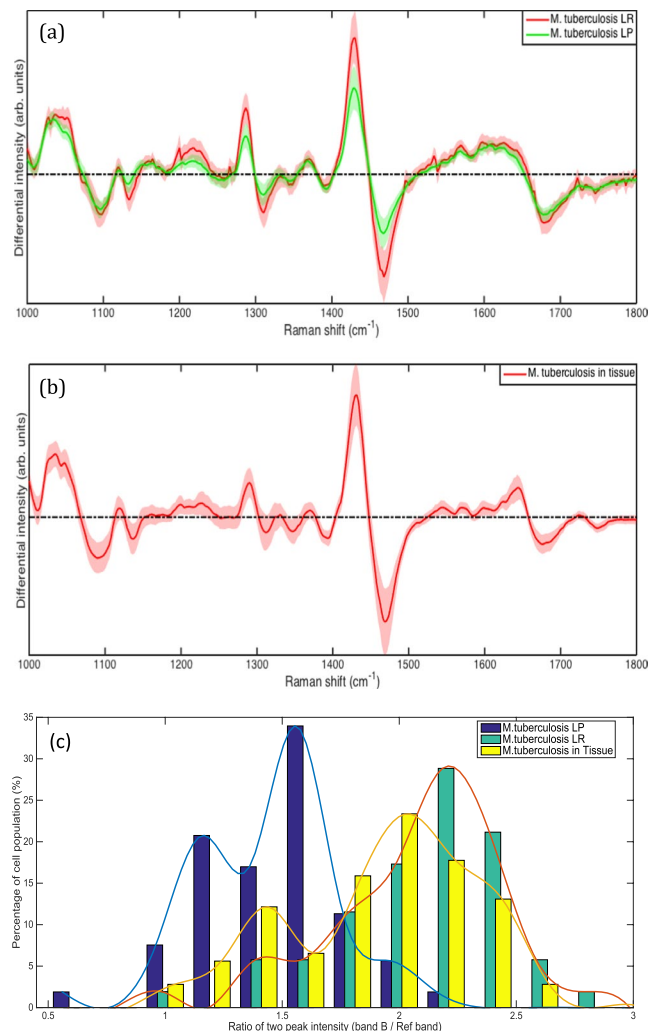 (a)
M. tuberculosis LR
M. tuberculosis LP
Differential intensity (arb. units)
1000 1100 1200 1300 1400 1500 1600 1700 1800
Raman shift (cm-1)
(b)
M. tuberculosis in tissue
Differential intensity (arb. units)
1000 1100 1200 1300 1400 1500 1600 1700 1800
Raman shift (cm-1)
(c)
M.tuberculosis LP
M.tuberculosis LR
M.tuberculosis in Tissue
Percentage of cell population (%)
35
30
25
20
15
10
5
0
0.5 1 1.5 2 2.5 3
Ratio of two peak intensity (band B / Ref band)